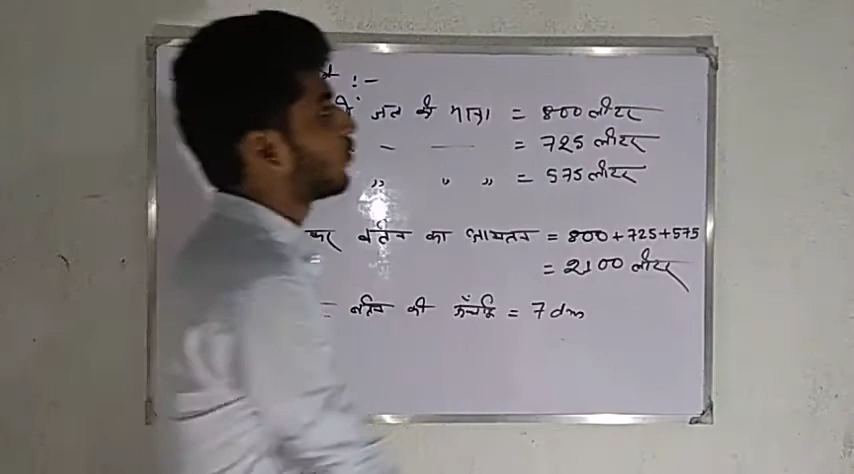 :-
जल की मात्रा = 800 लीटर
= 725 लीटर
,, ,, ,, = 575 लीटर
बर्तन का आयतन = 800+725+575
= 2100 लीटर
बर्तन की ऊँचाई = 7 dm